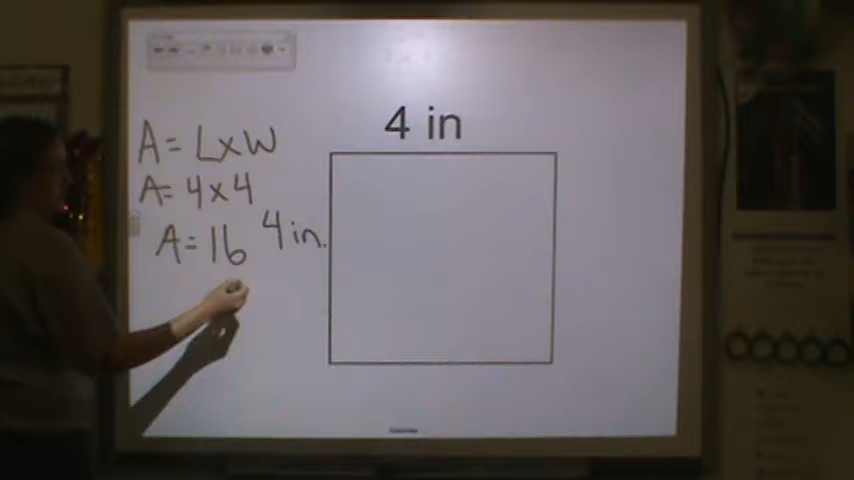 4 in
A = L x W
A = 4 x 4
A = 16
4 in.